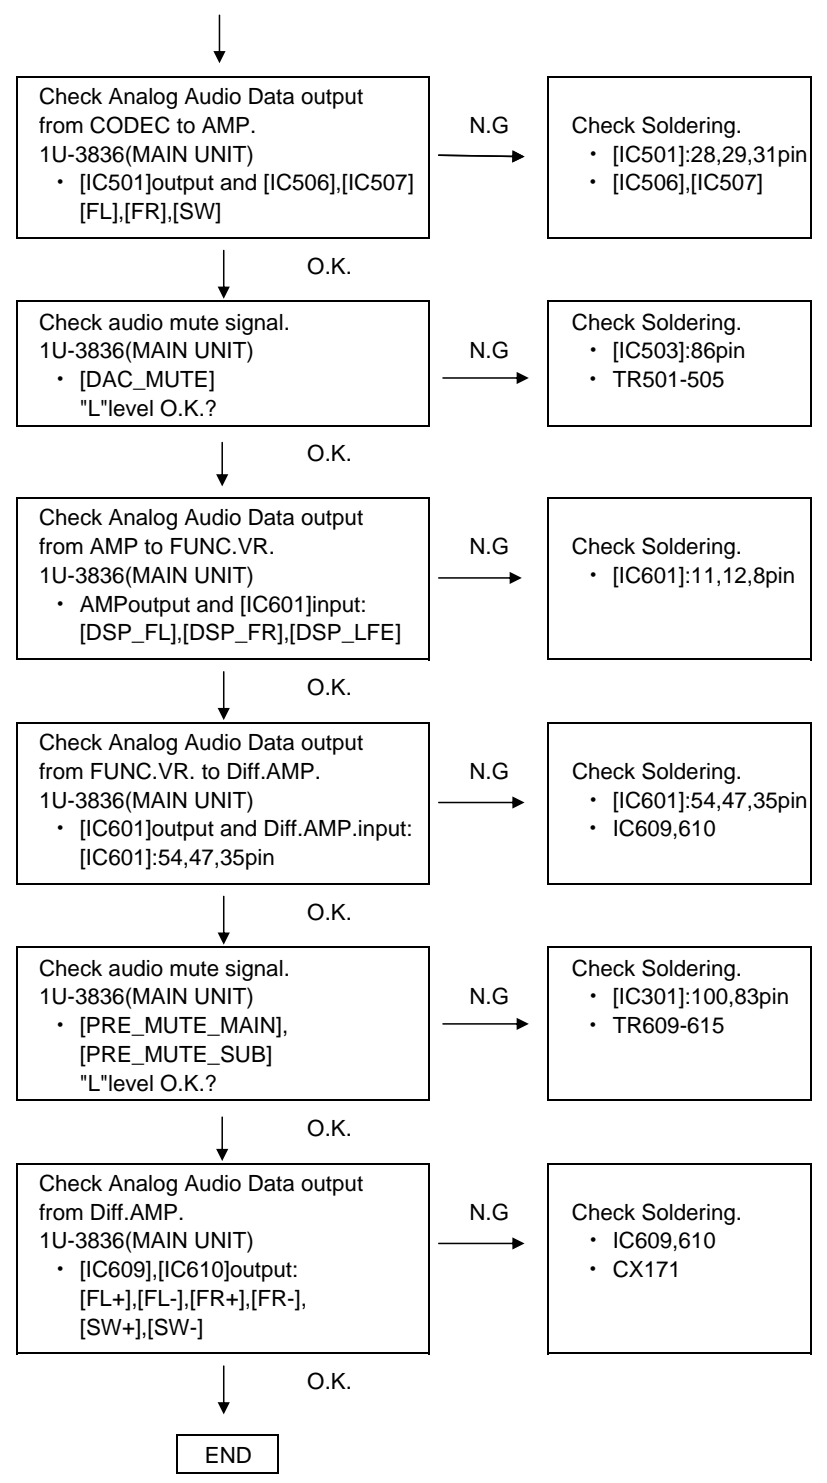 Check Analog Audio Data output
from CODEC to AMP.
1U-3836(MAIN UNIT)
・ [IC501]output and [IC506],[IC507]
[FL],[FR],[SW]
N.G
Check Soldering.
・ [IC501]:28,29,31pin
・ [IC506],[IC507]
O.K.
Check audio mute signal.
1U-3836(MAIN UNIT)
・ [DAC_MUTE]
"L"level O.K.?
N.G
Check Soldering.
・ [IC503]:86pin
・ TR501-505
O.K.
Check Analog Audio Data output
from AMP to FUNC.VR.
1U-3836(MAIN UNIT)
・ AMPoutput and [IC601]input:
[DSP_FL],[DSP_FR],[DSP_LFE]
N.G
Check Soldering.
・ [IC601]:11,12,8pin
O.K.
Check Analog Audio Data output
from FUNC.VR. to Diff.AMP.
1U-3836(MAIN UNIT)
・ [IC601]output and Diff.AMP.input:
[IC601]:54,47,35pin
N.G
Check Soldering.
・ [IC601]:54,47,35pin
・ IC609,610
O.K.
Check audio mute signal.
1U-3836(MAIN UNIT)
・ [PRE_MUTE_MAIN],
[PRE_MUTE_SUB]
"L"level O.K.?
N.G
Check Soldering.
・ [IC301]:100,83pin
・ TR609-615
O.K.
Check Analog Audio Data output
from Diff.AMP.
1U-3836(MAIN UNIT)
・ [IC609],[IC610]output:
[FL+],[FL-],[FR+],[FR-],
[SW+],[SW-]
N.G
Check Soldering.
・ IC609,610
・ CX171
O.K.
END